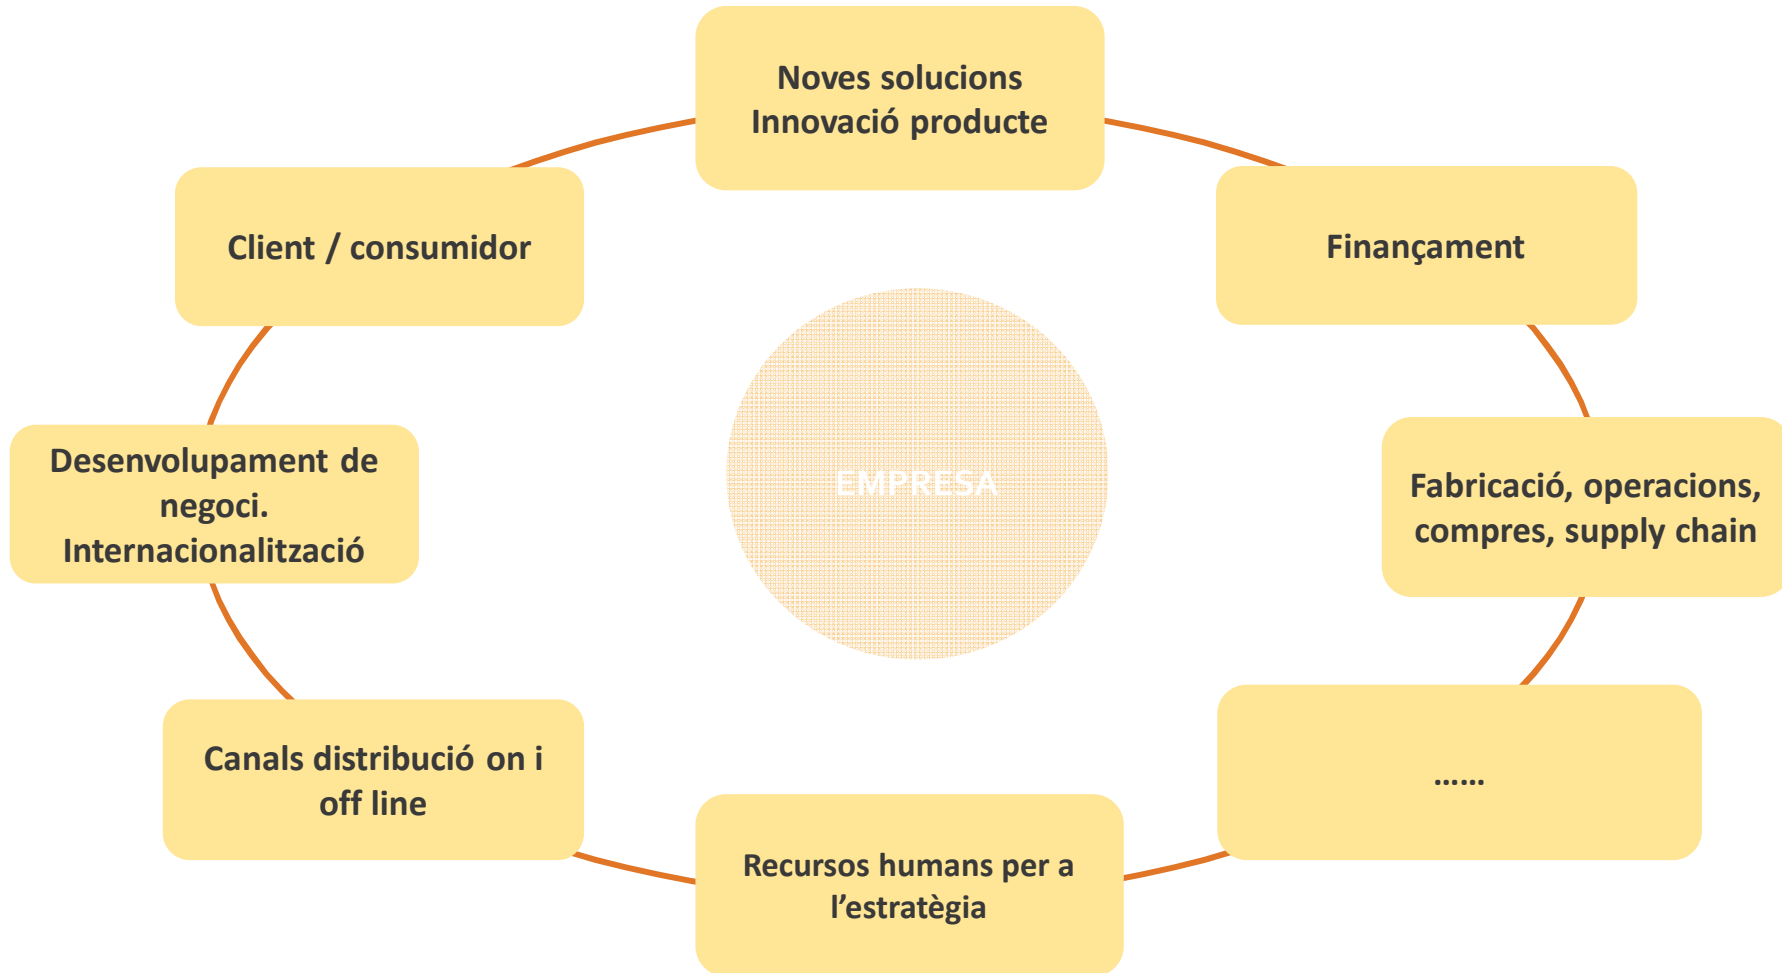 Noves solucions
Innovació producte
Client / consumidor
Finançament
EMPRESA
Desenvolupament de
negoci.
Internacionalització
Fabricació, operacions,
compres, supply chain
Canals distribució on i
off line
……
Recursos humans per a
l’estratègia